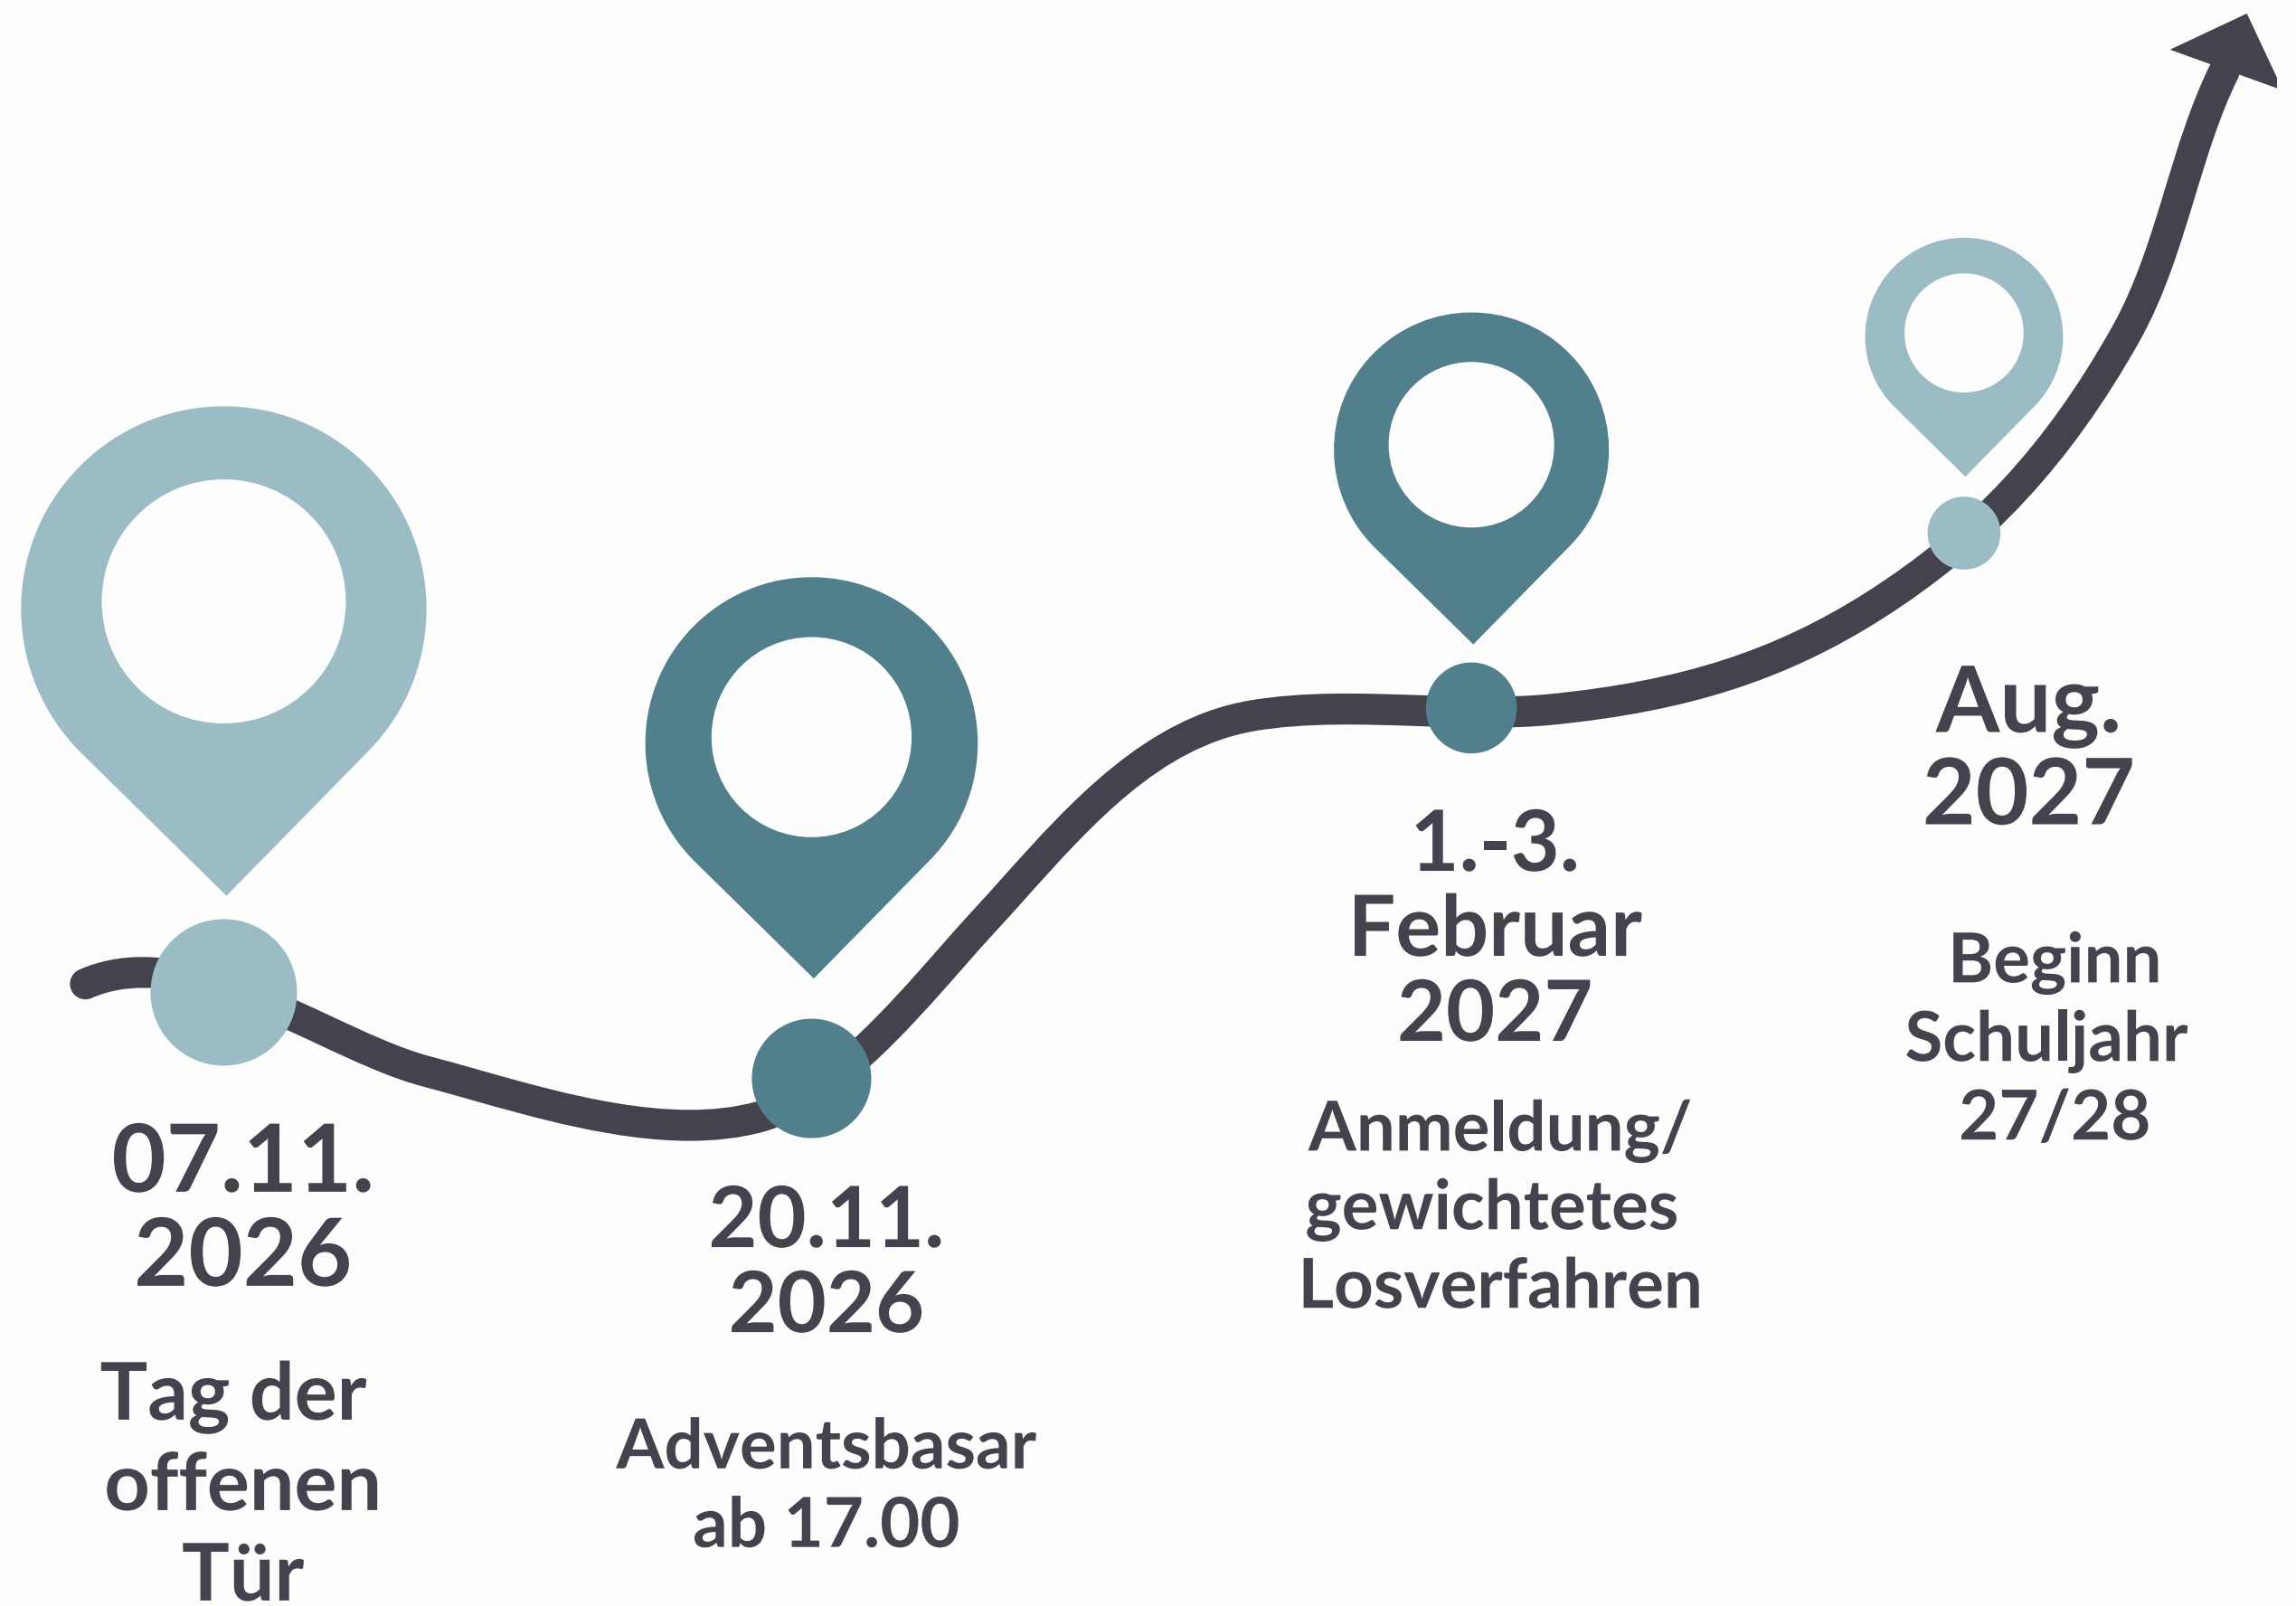 07.11.
2026
Tag der
offenen
Tür
20.11.
2026
Adventsbasar
ab 17.00
1.-3.
Februar
2027
Anmeldung/
gewichtetes
Losverfahren
Aug.
2027
Beginn
Schuljahr
27/28